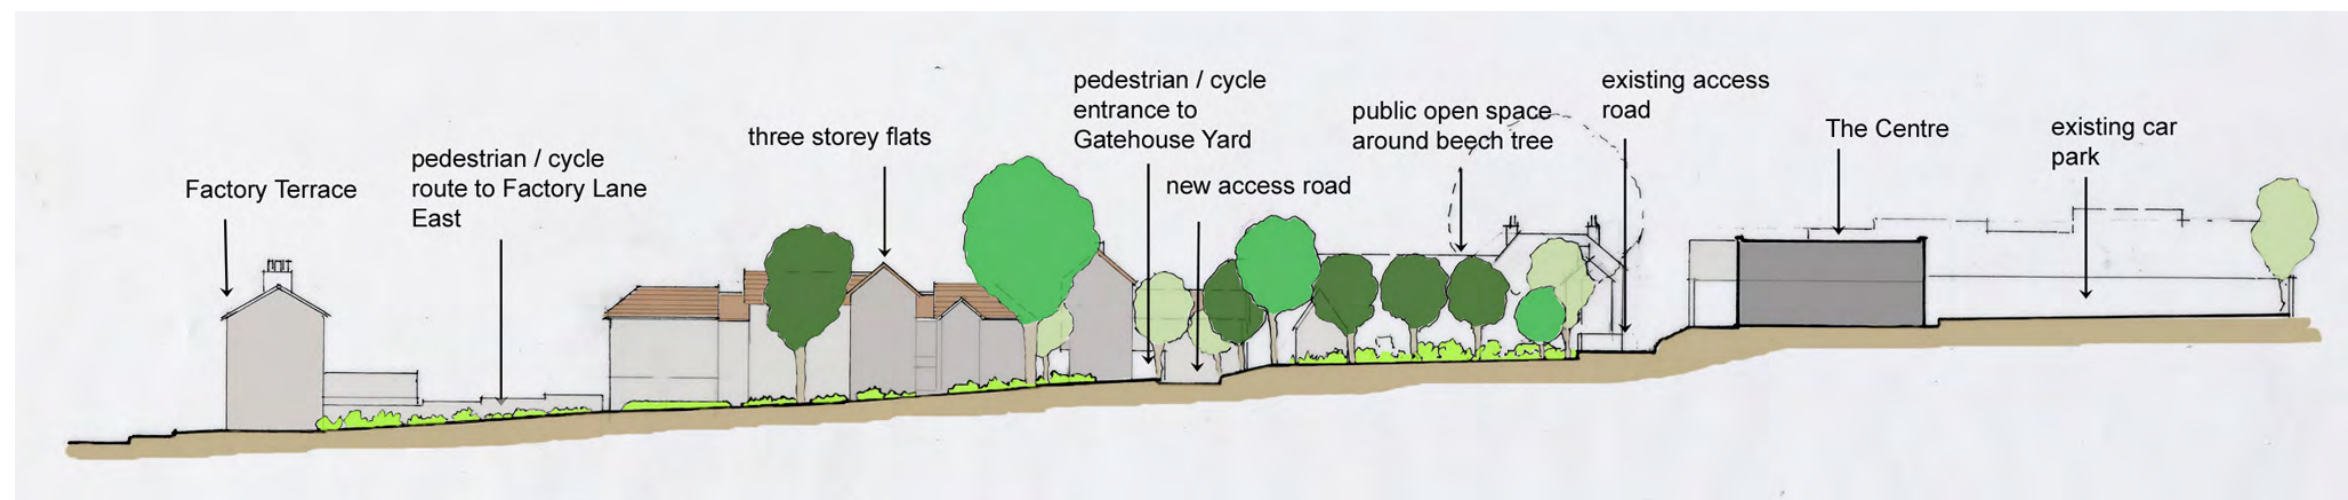 Factory Terrace
pedestrian / cycle
route to Factory Lane
East
three storey flats
pedestrian / cycle
entrance to
Gatehouse Yard
new access road
public open space
around beech tree
existing access
road
The Centre
existing car
park